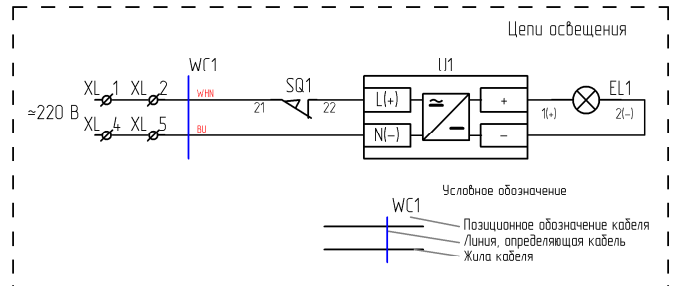 Цепи освещения
WC1
U1
XL 1 XL 2
WHN
SQ1
21 22
L(+)
+
EL1
1(+) 2(-)
≃220 В
XL 4 XL 5
BU
N(-)
-
Условное обозначение
WC1
Позиционное обозначение кабеля
Линия, определяющая кабель
Жила кабеля